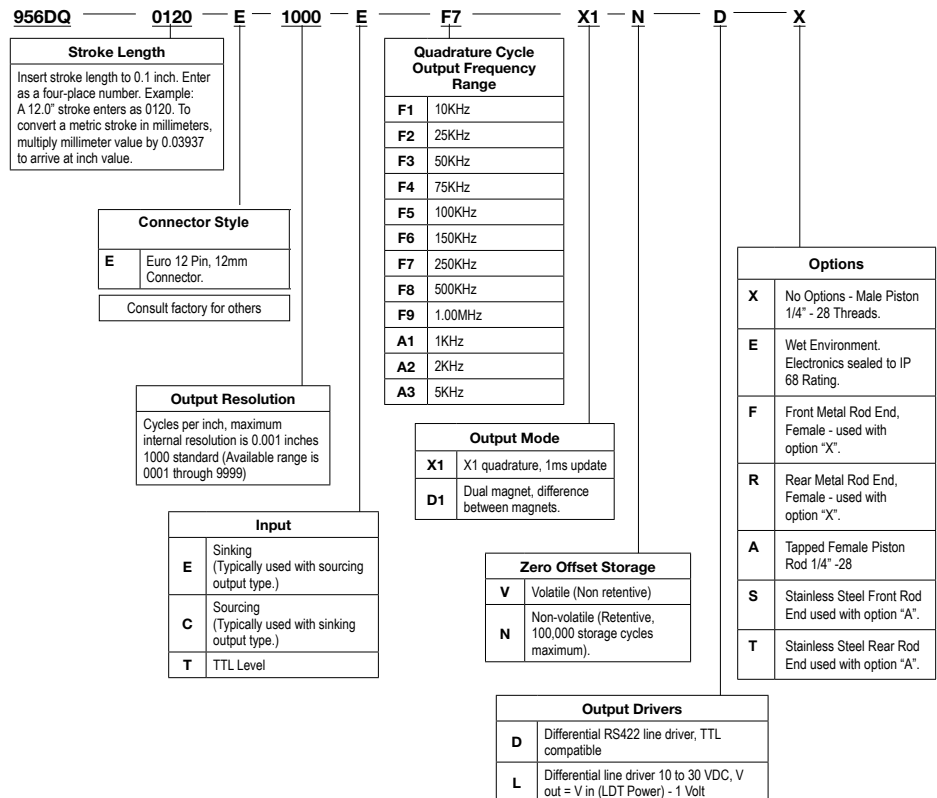 956DQ — 0120 — E — 1000 — E — F7 — X1 — N — D — X
Stroke Length
Insert stroke length to 0.1 inch. Enter
as a four-place number. Example:
A 12.0" stroke enters as 0120. To
convert a metric stroke in millimeters,
multiply millimeter value by 0.03937
to arrive at inch value.
Connector Style
E Euro 12 Pin, 12mm
Connector.
Consult factory for others
Output Resolution
Cycles per inch, maximum
internal resolution is 0.001 inches
1000 standard (Available range is
0001 through 9999)
Input
E Sinking
(Typically used with sourcing
output type.)
C Sourcing
(Typically used with sinking
output type.)
T TTL Level
Quadrature Cycle
Output Frequency
Range
F1 10KHz
F2 25KHz
F3 50KHz
F4 75KHz
F5 100KHz
F6 150KHz
F7 250KHz
F8 500KHz
F9 1.00MHz
A1 1KHz
A2 2KHz
A3 5KHz
Output Mode
X1 X1 quadrature, 1ms update
D1 Dual magnet, difference
between magnets.
Zero Offset Storage
V Volatile (Non retentive)
N Non-volatile (Retentive,
100,000 storage cycles
maximum).
Output Drivers
D Differential RS422 line driver, TTL
compatible
L Differential line driver 10 to 30 VDC, V
out = V in (LDT Power) - 1 Volt
Options
X No Options - Male Piston
1/4" - 28 Threads.
E Wet Environment.
Electronics sealed to IP
68 Rating.
F Front Metal Rod End,
Female - used with
option "X".
R Rear Metal Rod End,
Female - used with
option "X".
A Tapped Female Piston
Rod 1/4" -28
S Stainless Steel Front Rod
End used with option "A".
T Stainless Steel Rear Rod
End used with option "A".